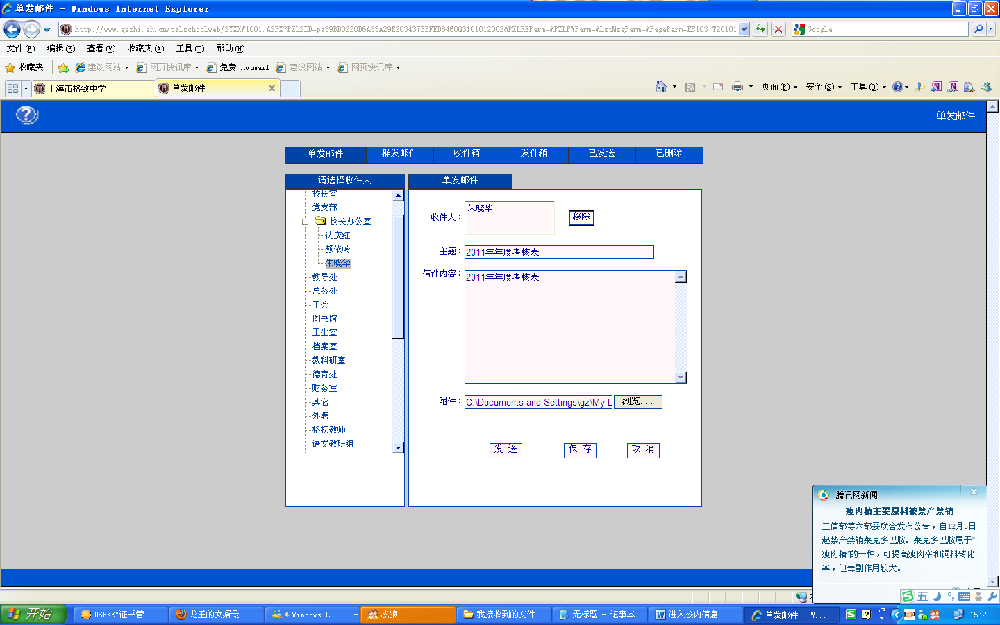 单发邮件 - Windows Internet Explorer
http://www.gezhi.sh.cn/pzlschoolweb/SYXXW1001.ASPX?PZLSID=pz39BD0220D6A33A29E2C3437BBFED8460@3101012002&PZLREParm=&PZLFWParm=&LstMsgParm=&PageParm=KS103_T20101
Google
文件(F) 编辑(E) 查看(V) 收藏夹(A) 工具(T) 帮助(H)
收藏夹 建议网站 网页快讯库 免费 Hotmail 建议网站 网页快讯库
上海市格致中学 单发邮件 页面(P) 安全(S) 工具(O)
单发邮件
单发邮件 群发邮件 收件箱 发件箱 已发送 已删除
请选择收件人
校长室
党支部
校长办公室
沈庆红
颜依岭
朱晓华
教导处
总务处
工会
图书馆
卫生室
档案室
教科研室
德育处
财务室
其它
外聘
格初教师
语文教研组
单发邮件
收件人： 朱晓华 移除
主题： 2011年年度考核表
信件内容： 2011年年度考核表
附件： C:\Documents and Settings\gz\My D 浏览...
发 送 保 存 取 消
腾讯网新闻
瘦肉精主要原料被禁产禁销
工信部等六部委联合发布公告，自12月5日
起禁产禁销莱克多巴胺。莱克多巴胺属于“
瘦肉精”的一种，可提高瘦肉率和饲料转化
率，但毒副作用较大。
五
开始 USBKEY证书管... 龙王的女婿最... 4 Windows L... 忒狼 我接收到的文件 无标题 - 记事本 进入校内信息... 单发邮件 - W... 15:20